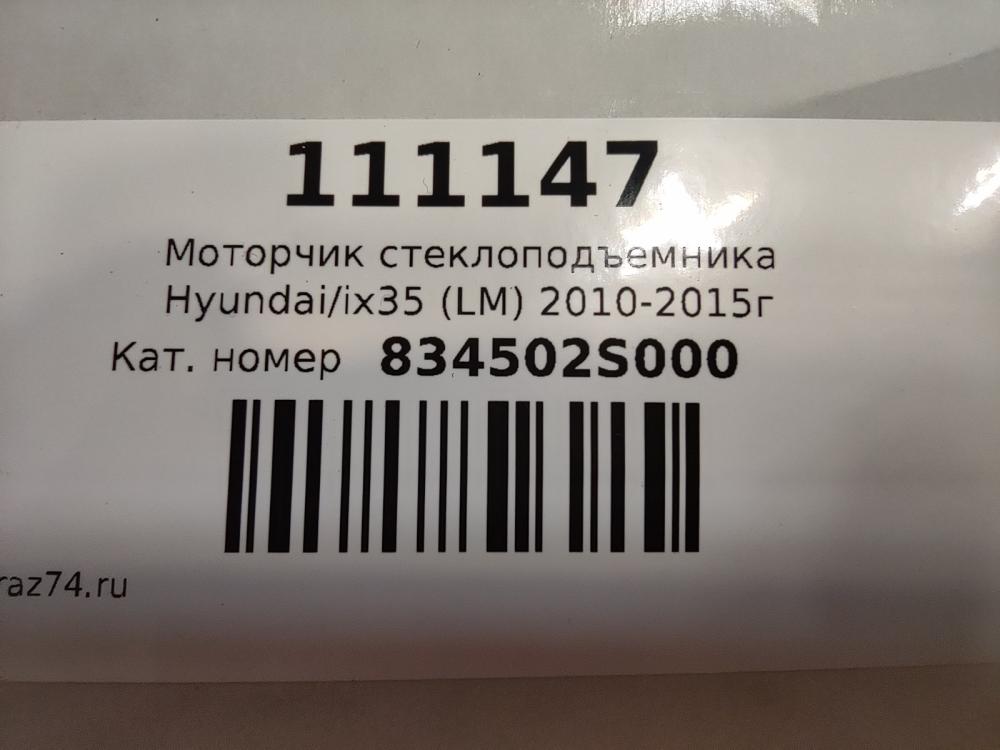 111147
Моторчик стеклоподъемника
Hyundai/ix35 (LM) 2010-2015г
Кат. номер 834502S000
raz74.ru